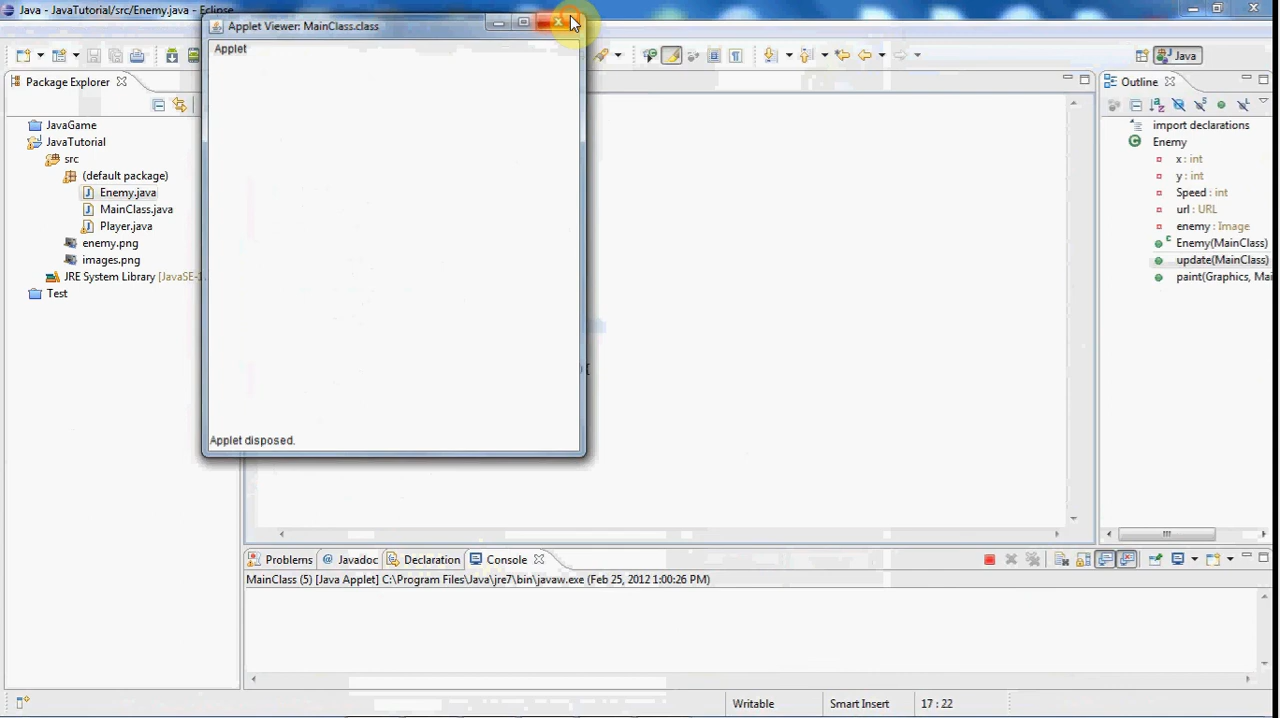 Java - JavaTutorial/src/Enemy.java - Eclipse
Applet Viewer: MainClass.class
Applet
Applet disposed.
Java
Package Explorer
JavaGame
JavaTutorial
src
(default package)
Enemy.java
MainClass.java
Player.java
enemy.png
images.png
JRE System Library [JavaSE-1
Test
Outline
import declarations
Enemy
x : int
y : int
Speed : int
url : URL
enemy : Image
Enemy(MainClass)
update(MainClass)
paint(Graphics, Mai
Problems
@ Javadoc
Declaration
Console
MainClass (5) [Java Applet] C:\Program Files\Java\jre7\bin\javaw.exe (Feb 25, 2012 1:00:26 PM)
Writable
Smart Insert
17 : 22